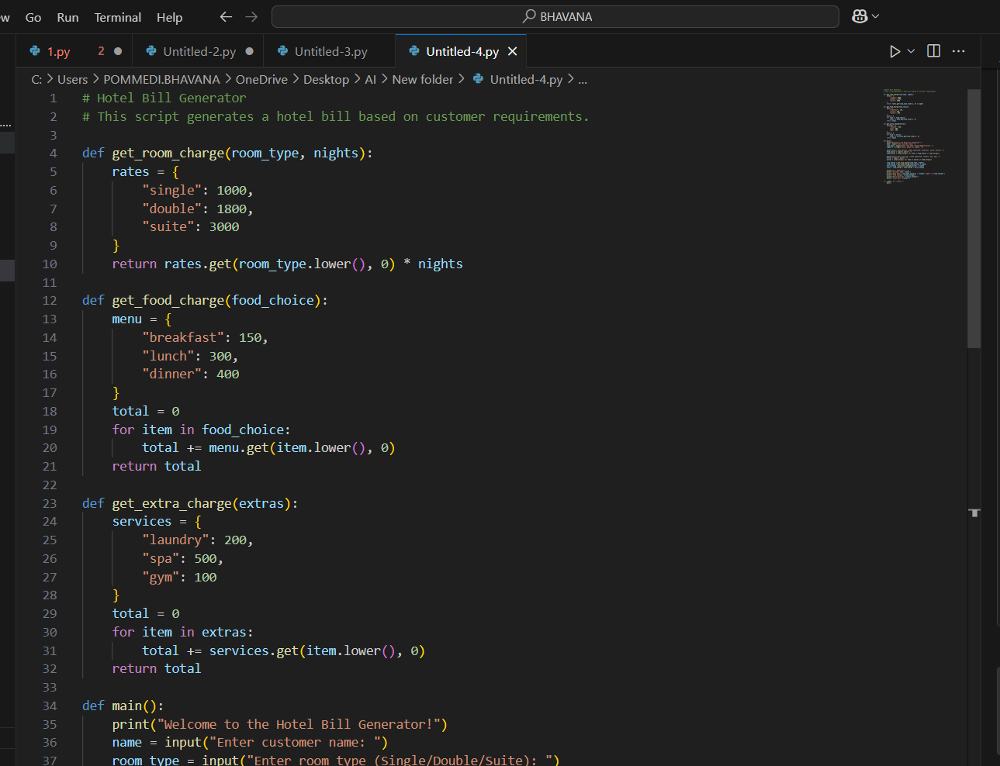 w Go Run Terminal Help BHAVANA
1.py 2 Untitled-2.py Untitled-3.py Untitled-4.py
C: > Users > POMMEDI.BHAVANA > OneDrive > Desktop > AI > New folder > Untitled-4.py > ...
1 # Hotel Bill Generator
2 # This script generates a hotel bill based on customer requirements.
3
4 def get_room_charge(room_type, nights):
5     rates = {
6         "single": 1000,
7         "double": 1800,
8         "suite": 3000
9     }
10     return rates.get(room_type.lower(), 0) * nights
11
12 def get_food_charge(food_choice):
13     menu = {
14         "breakfast": 150,
15         "lunch": 300,
16         "dinner": 400
17     }
18     total = 0
19     for item in food_choice:
20         total += menu.get(item.lower(), 0)
21     return total
22
23 def get_extra_charge(extras):
24     services = {
25         "laundry": 200,
26         "spa": 500,
27         "gym": 100
28     }
29     total = 0
30     for item in extras:
31         total += services.get(item.lower(), 0)
32     return total
33
34 def main():
35     print("Welcome to the Hotel Bill Generator!")
36     name = input("Enter customer name: ")
37     room_type = input("Enter room type (Single/Double/Suite): ")